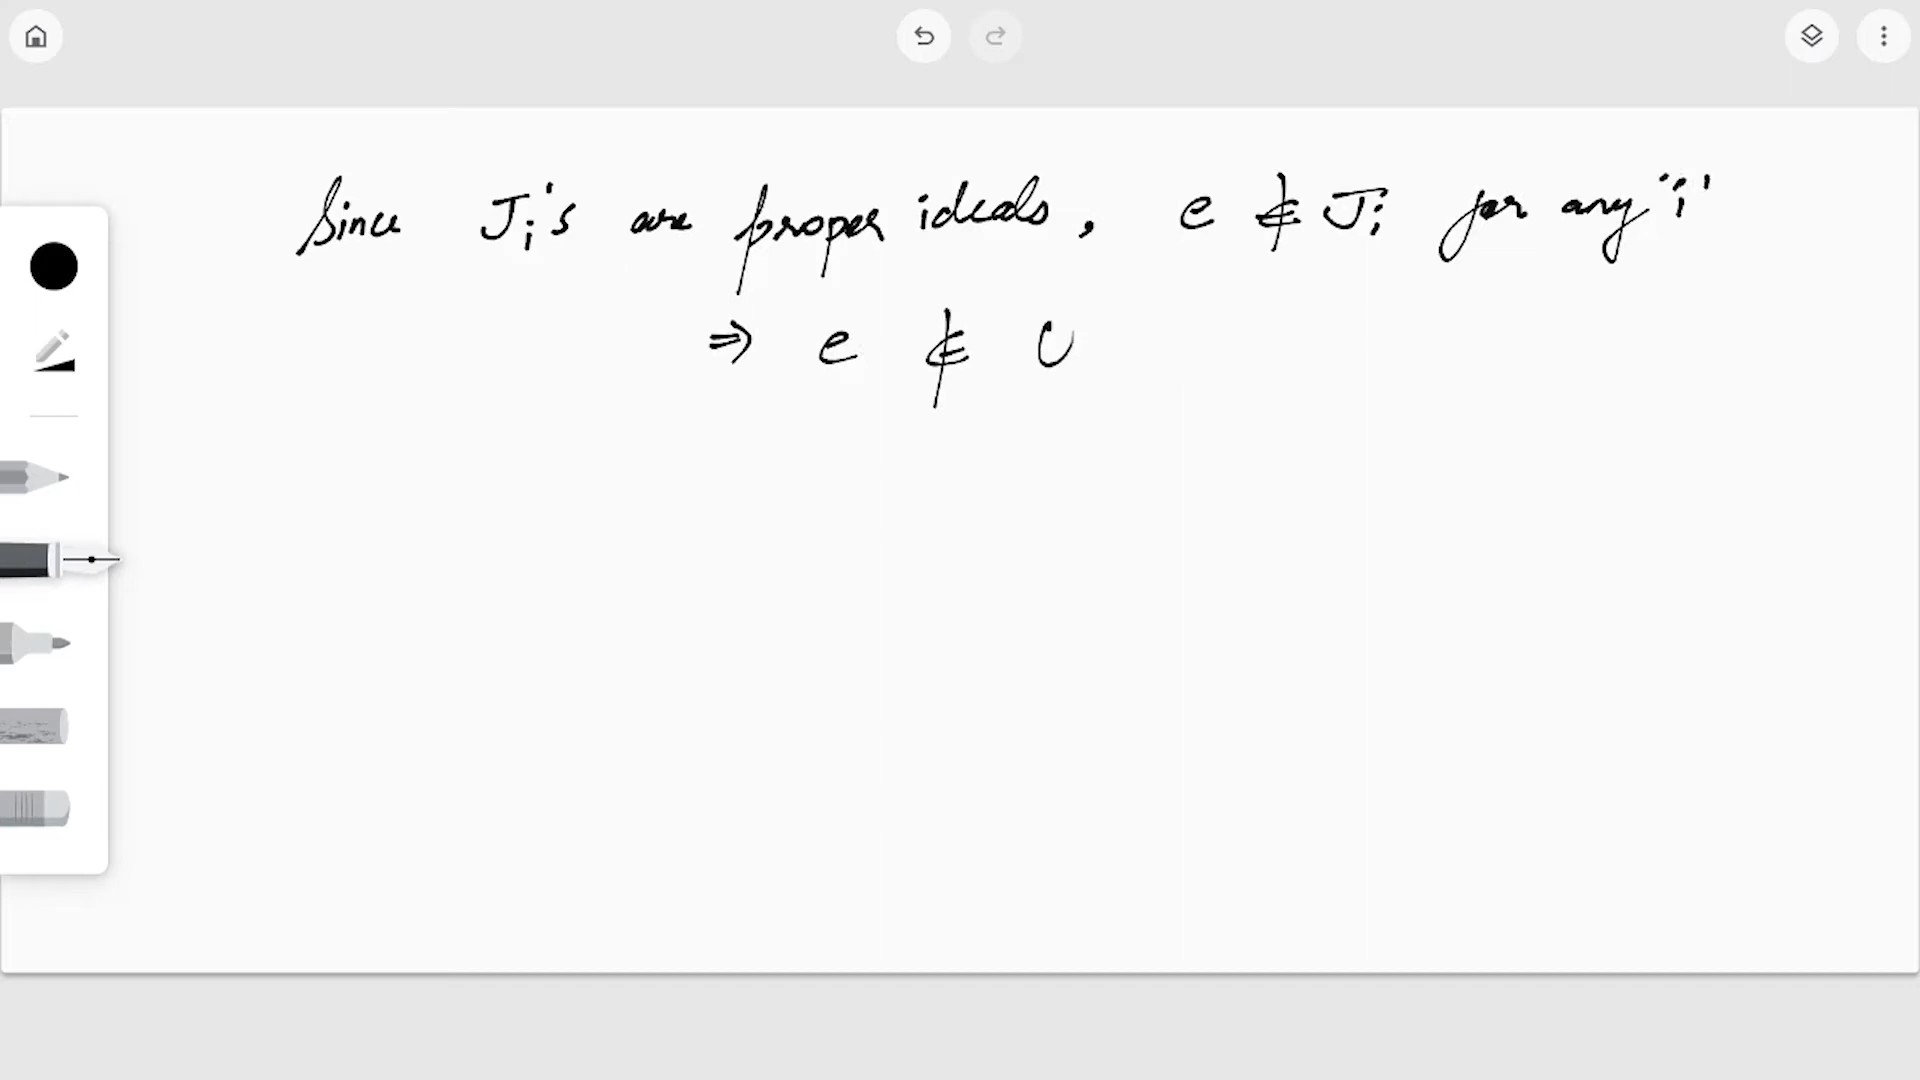 Since Jᵢ's are proper ideals, e ∉ Jᵢ for any 'i'
⇒ e ∉ ∪